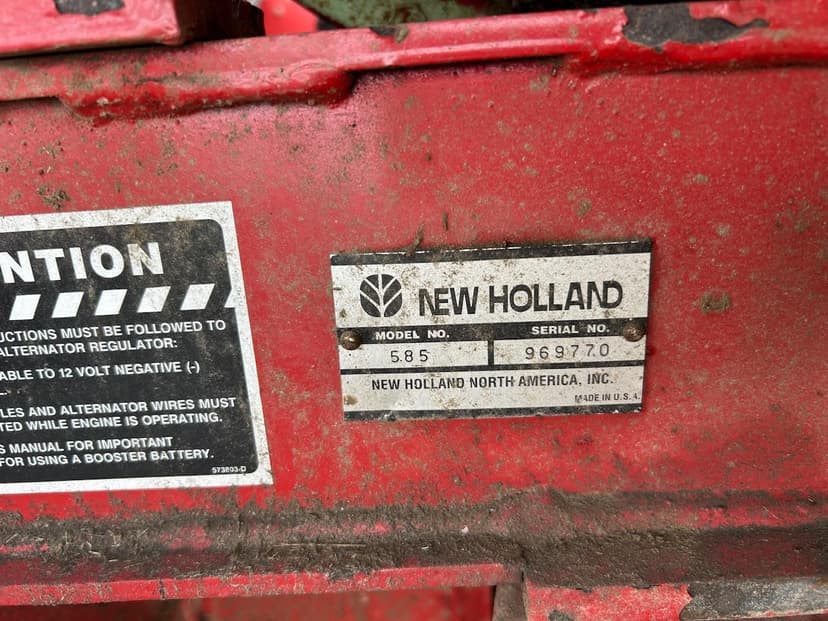 NTION
UCTIONS MUST BE FOLLOWED TO
ALTERNATOR REGULATOR:
ABLE TO 12 VOLT NEGATIVE (-)
LES AND ALTERNATOR WIRES MUST
TED WHILE ENGINE IS OPERATING.
S MANUAL FOR IMPORTANT
FOR USING A BOOSTER BATTERY.
573803-D
NEW HOLLAND
MODEL NO. SERIAL NO.
585 969770
NEW HOLLAND NORTH AMERICA, INC.
MADE IN U.S.A.